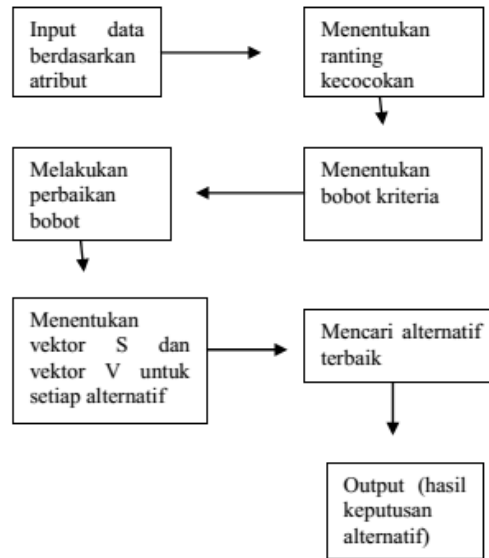 Input data
berdasarkan
atribut
Menentukan
ranting
kecocokan
Menentukan
bobot kriteria
Melakukan
perbaikan
bobot
Menentukan
vektor S dan
vektor V untuk
setiap alternatif
Mencari alternatif
terbaik
Output (hasil
keputusan
alternatif)